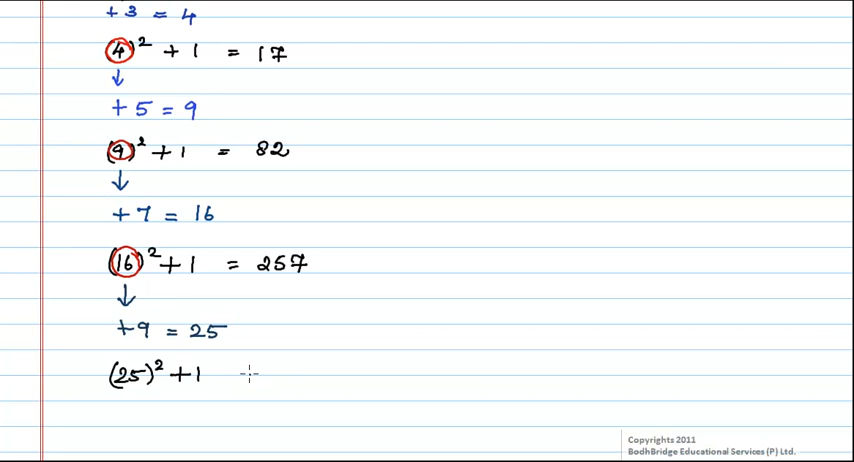 +3 = 4
(4)² + 1 = 17
↓
+5 = 9
(9)² + 1 = 82
↓
+7 = 16
(16)² + 1 = 257
↓
+9 = 25
(25)² + 1
Copyrights 2011
BodhBridge Educational Services (P) Ltd.